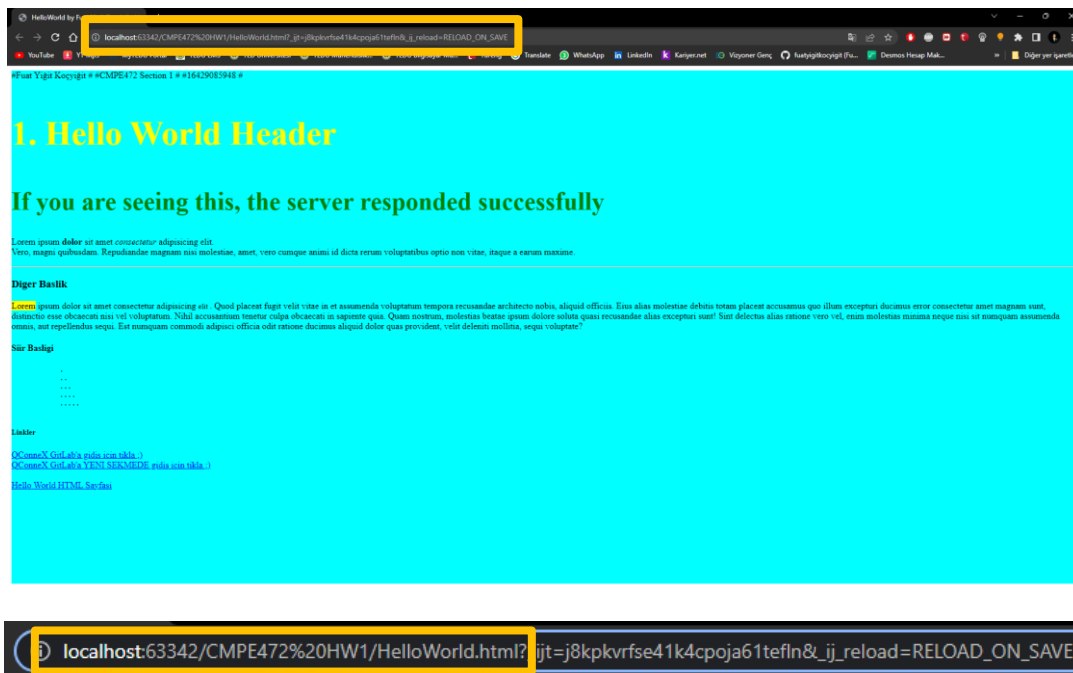 HelloWorld by Fu
localhost:63342/CMPE472%20HW1/HelloWorld.html?_ijt=j8kpkvrfse41k4cpoja61tefln&_ij_reload=RELOAD_ON_SAVE
YouTube Translate WhatsApp LinkedIn Kariyer.net Vizyoner Genç fuatyigitkocyigit (Fu... Desmos Hesap Mak... » Diğer yer işaretle
#Fuat Yiğit Koçyiğit # #CMPE472 Section 1 # #16429085948 #
1. Hello World Header
If you are seeing this, the server responded successfully
Lorem ipsum dolor sit amet consectetur adipisicing elit.
Vero, magni quibusdam. Repudiandae magnam nisi molestiae, amet, vero cumque animi id dicta rerum voluptatibus optio non vitae, itaque a earum maxime.
Diger Baslik
Lorem ipsum dolor sit amet consectetur adipisicing elit. Quod placeat fugit velit vitae in et assumenda voluptatum tempora recusandae architecto nobis, aliquid officiis. Eius alias molestiae debitis totam placeat accusamus quo illum excepturi ducimus error consectetur amet magnam sunt,
distinctio esse obcaecati nisi vel voluptatum. Nihil accusantium tenetur culpa obcaecati in sapiente quia. Quam nostrum, molestias beatae ipsum dolore soluta quasi recusandae alias excepturi sunt! Sint delectus alias ratione vero vel, enim molestias minima neque nisi sit numquam assumenda
omnis, aut repellendus sequi. Est numquam commodi adipisci officia odit ratione ducimus aliquid dolor quas provident, velit deleniti mollitia, sequi voluptate?
Siir Basligi
.
. .
. . .
. . . .
. . . . .
Linkler
QConneX GitLab'a gidis icin tikla :)
QConneX GitLab'a YENI SEKMEDE gidis icin tikla :)
Hello World HTML Sayfasi
localhost:63342/CMPE472%20HW1/HelloWorld.html?_ijt=j8kpkvrfse41k4cpoja61tefln&_ij_reload=RELOAD_ON_SAVE